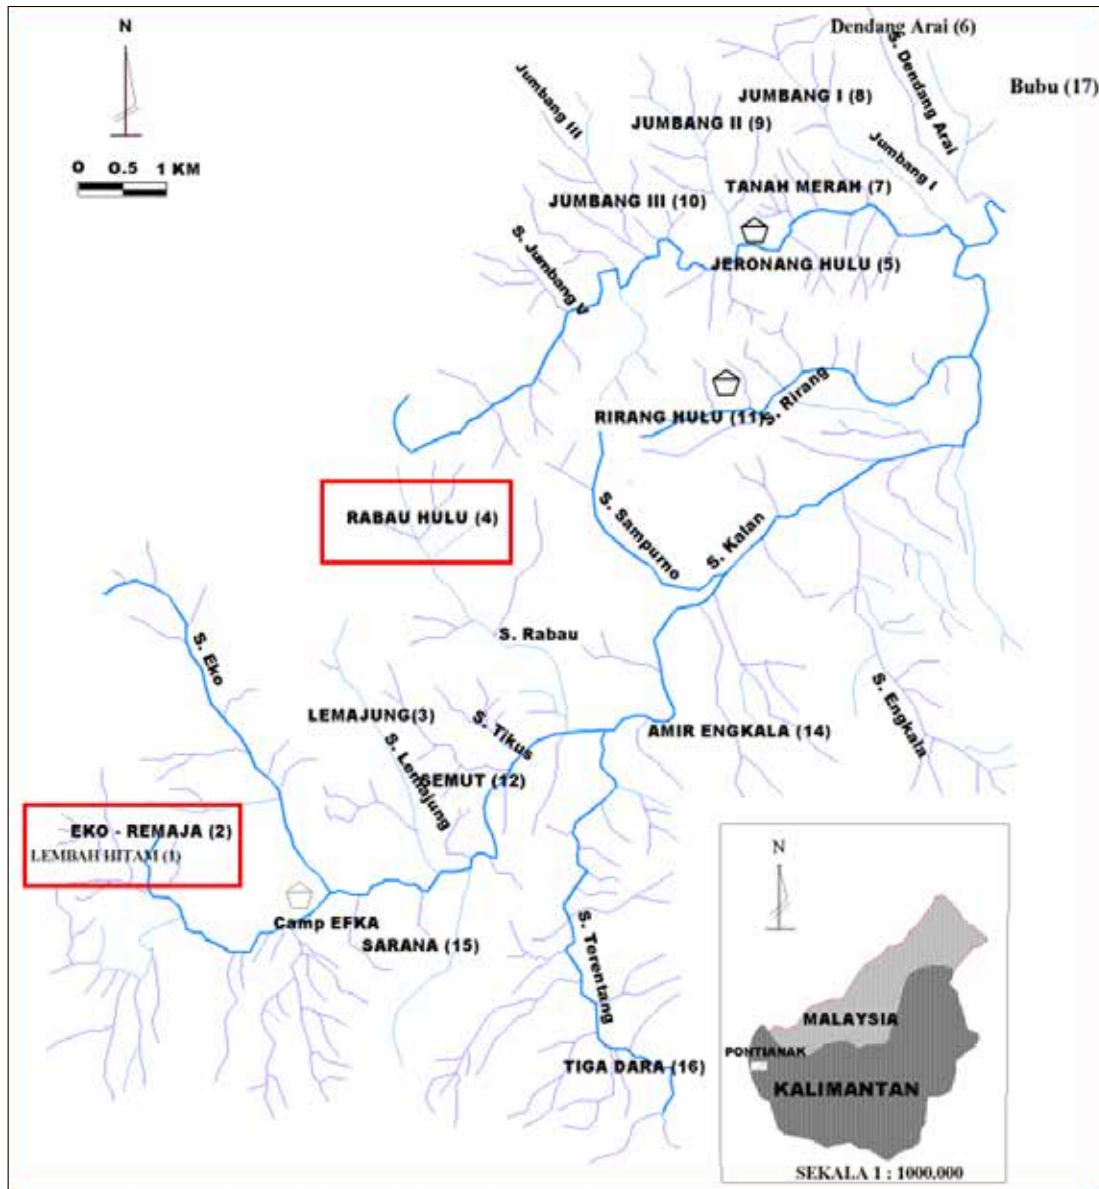 Dendang Arai (6)
N
S. Dendang Arai
Bubu (17)
Jumbang III
JUMBANG I (8)
JUMBANG II (9)
0 0.5 1 KM
Jumbang I
TANAH MERAH (7)
JUMBANG III (10)
S. Jumbang V
JERONANG HULU (5)
S. Rirang
RIRANG HULU (11)
RABAU HULU (4)
S. Sampurno
S. Kalan
S. Rabau
S. Eko
S. Engkala
LEMAJUNG(3)
S. Tikus
AMIR ENGKALA (14)
S. Lemajung
SEMUT (12)
EKO - REMAJA (2)
LEMBAH HITAM (1)
Camp EFKA
SARANA (15)
S. Terentang
TIGA DARA (16)
N
MALAYSIA
PONTIANAK
KALIMANTAN
SEKALA 1 : 1000,000